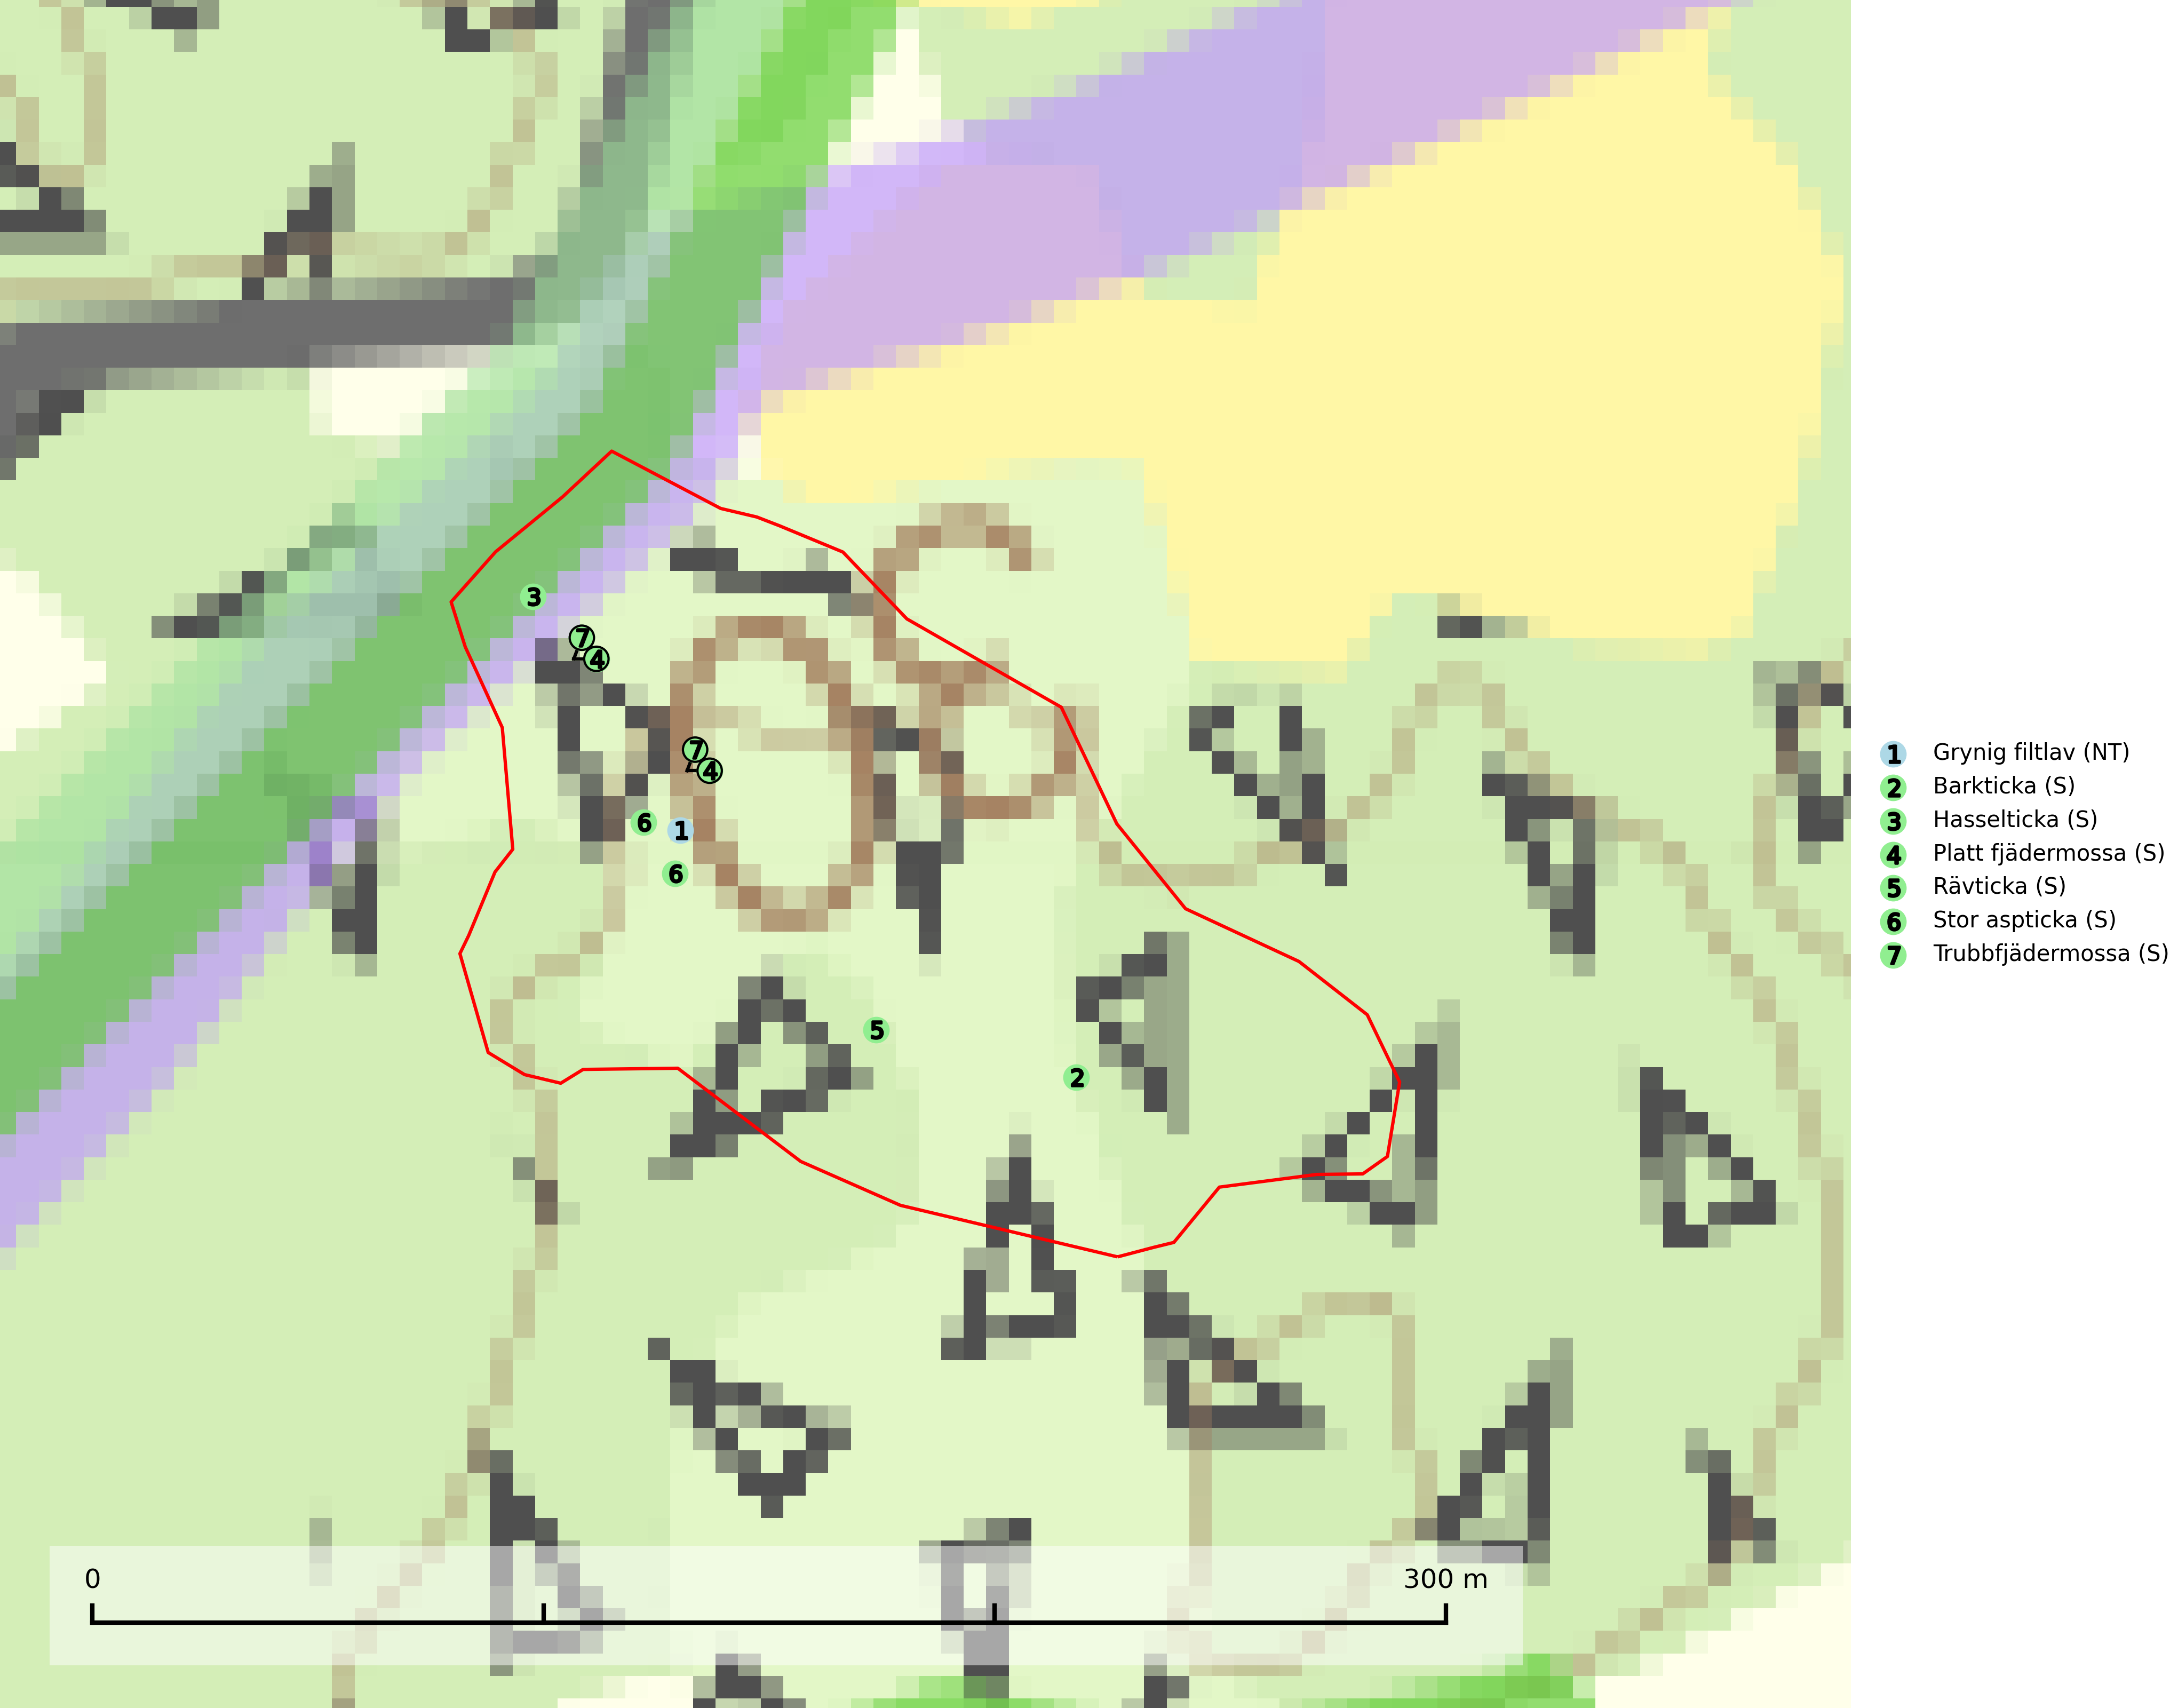 3
7
4
7
4
6
1
6
5
2
1 Grynig filtlav (NT)
2 Barkticka (S)
3 Hasselticka (S)
4 Platt fjädermossa (S)
5 Rävticka (S)
6 Stor aspticka (S)
7 Trubbfjädermossa (S)
0 300 m